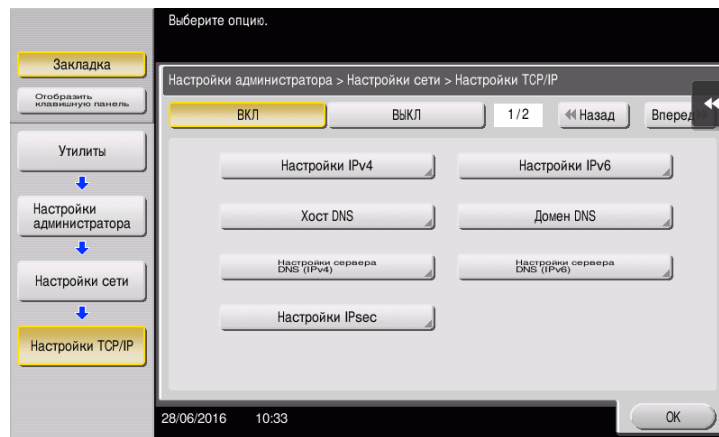 Выберите опцию.
Закладка
Отобразить
клавишную панель
Утилиты
Настройки
администратора
Настройки сети
Настройки TCP/IP
Настройки администратора > Настройки сети > Настройки TCP/IP
ВКЛ
ВЫКЛ
1/2
Назад
Вперед
Настройки IPv4
Настройки IPv6
Хост DNS
Домен DNS
Настройки сервера
DNS (IPv4)
Настройки сервера
DNS (IPv6)
Настройки IPsec
28/06/2016 10:33
OK